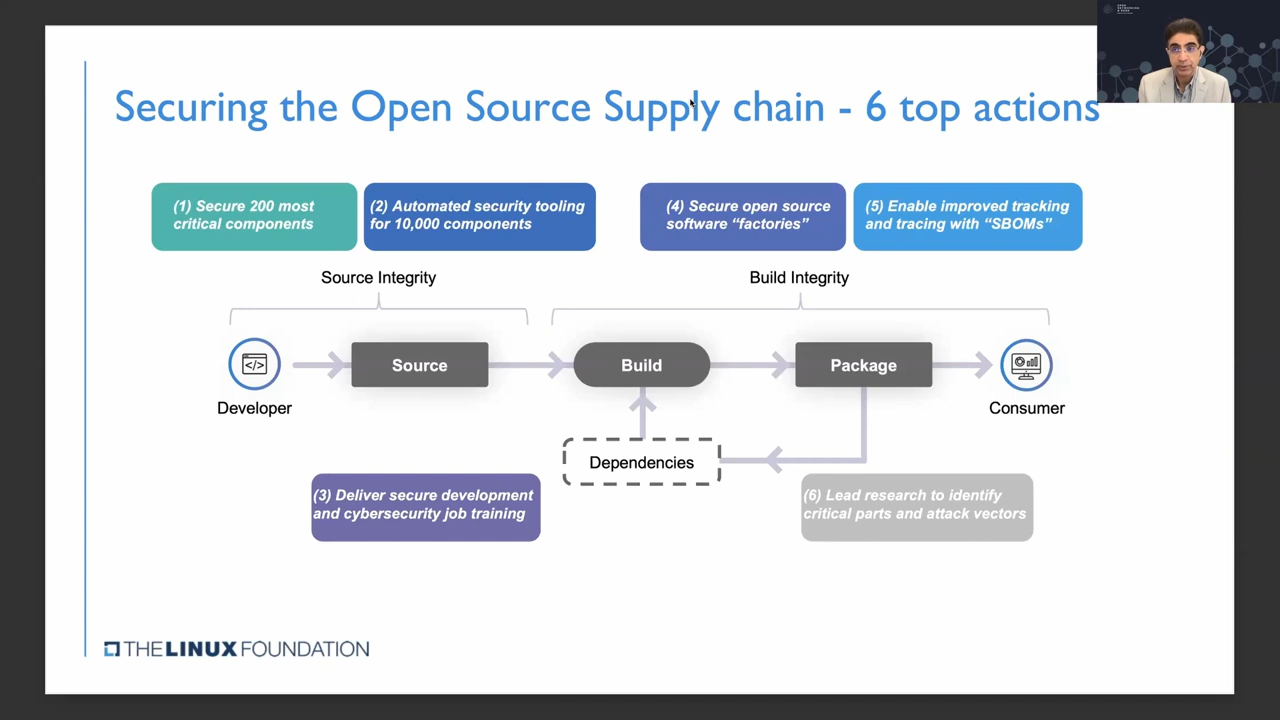 Securing the Open Source Supply chain - 6 top actions
(1) Secure 200 most
critical components
(2) Automated security tooling
for 10,000 components
(4) Secure open source
software “factories”
(5) Enable improved tracking
and tracing with “SBOMs”
Source Integrity
Build Integrity
Source
Build
Package
Developer
Consumer
Dependencies
(3) Deliver secure development
and cybersecurity job training
(6) Lead research to identify
critical parts and attack vectors
THE LINUX FOUNDATION